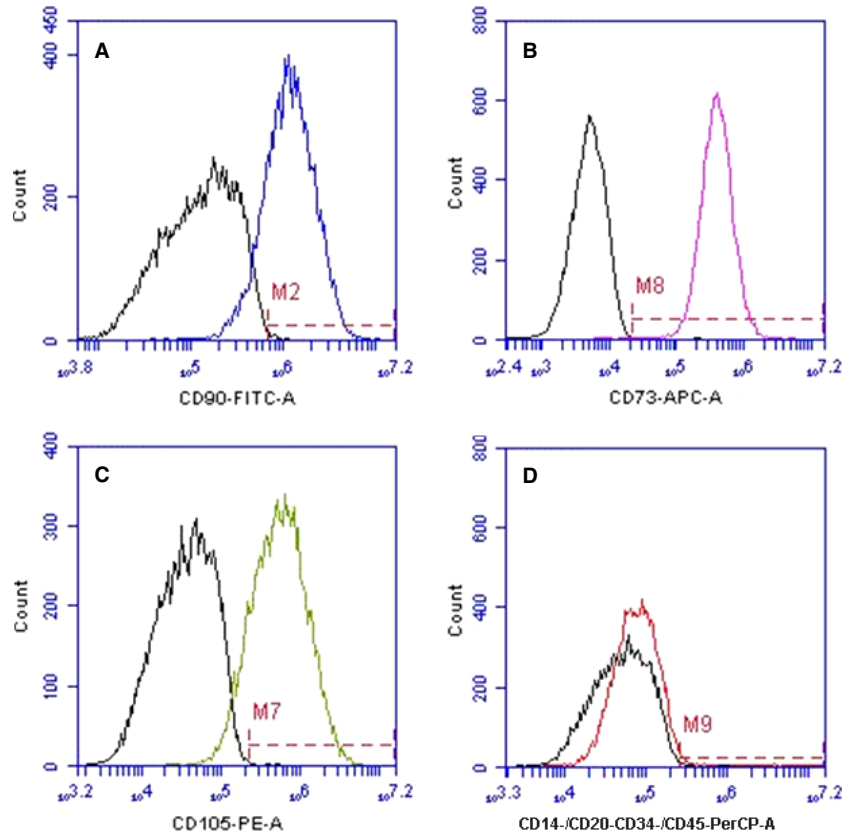 A
450
400
200
0
Count
M2
10^3.8 10^5 10^6 10^7.2
CD90-FITC-A
B
800
600
400
200
0
Count
M8
10^2.4 10^3 10^4 10^5 10^6 10^7.2
CD73-APC-A
C
400
300
200
100
0
Count
M7
10^3.2 10^4 10^5 10^6 10^7.2
CD105-PE-A
D
800
600
400
200
0
Count
M9
10^3.3 10^4 10^5 10^6 10^7.2
CD14-/CD20-CD34-/CD45-PerCP-A